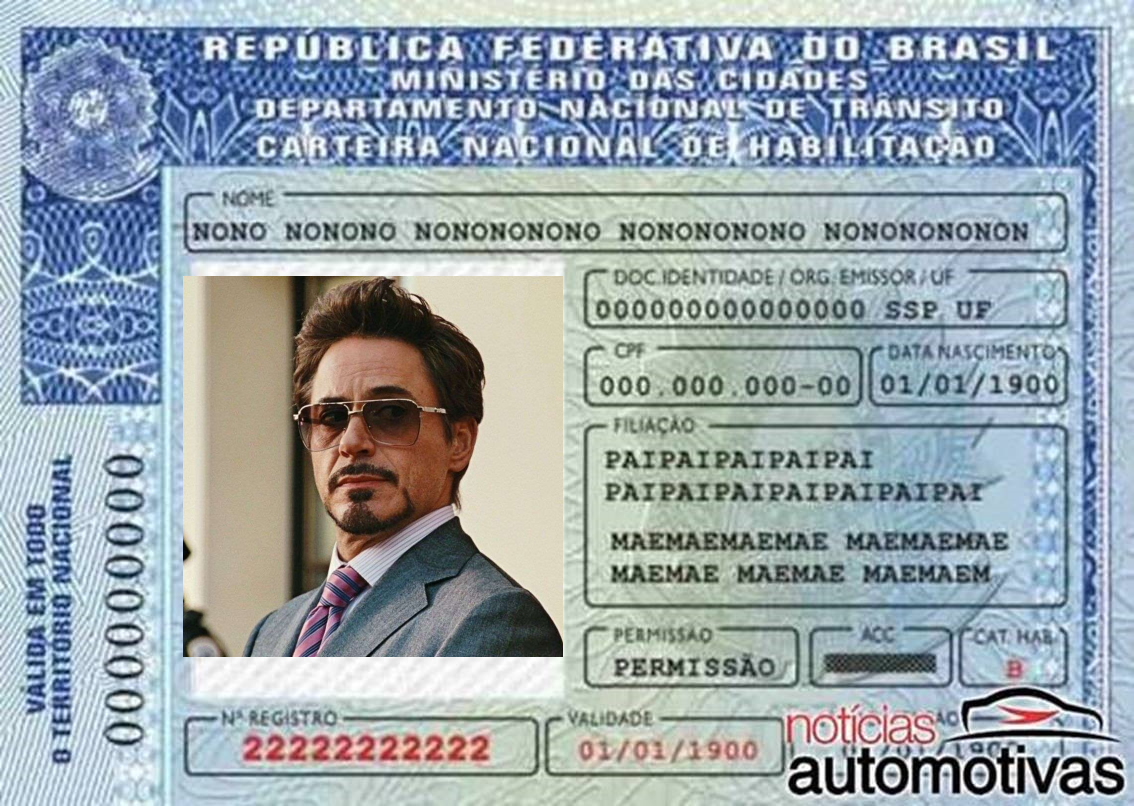 REPÚBLICA FEDERATIVA DO BRASIL
MINISTÉRIO DAS CIDADES
DEPARTAMENTO NACIONAL DE TRÂNSITO
CARTEIRA NACIONAL DE HABILITAÇÃO
NOME
NONO NONONO NONONONONO NONONONONO NONONONONON
DOC. IDENTIDADE / ÓRG. EMISSOR / UF
000000000000000 SSP UF
CPF DATA NASCIMENTO
000.000.000-00 01/01/1900
FILIAÇÃO
PAIPAIPAIPAIPAI
PAIPAIPAIPAIPAIPAIPAI
MAEMAEMAEMAE MAEMAEMAE
MAEMAE MAEMAE MAEMAEM
PERMISSÃO ACC CAT. HAB.
PERMISSÃO B
VÁLIDA EM TODO
O TERRITÓRIO NACIONAL
0000000000
Nº REGISTRO VALIDADE
22222222222 01/01/1900
notícias
automotivas